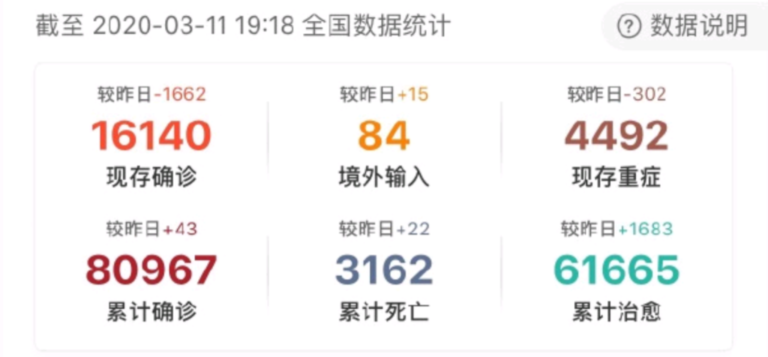 截至 2020-03-11 19:18 全国数据统计
? 数据说明
较昨日-1662
较昨日+15
较昨日-302
16140
84
4492
现存确诊
境外输入
现存重症
较昨日+43
较昨日+22
较昨日+1683
80967
3162
61665
累计确诊
累计死亡
累计治愈